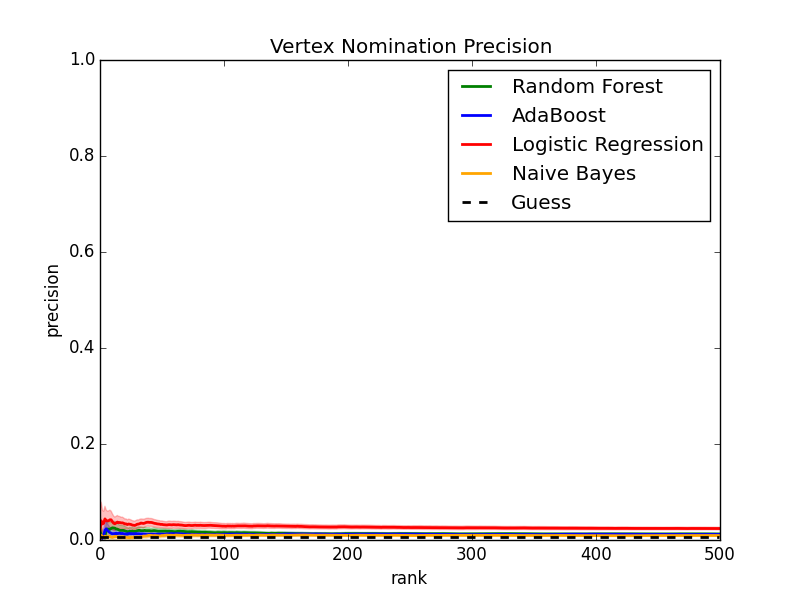 Vertex Nomination Precision
1.0
0.8
0.6
0.4
0.2
0.0
precision
Random Forest
AdaBoost
Logistic Regression
Naive Bayes
Guess
0 100 200 300 400 500
rank